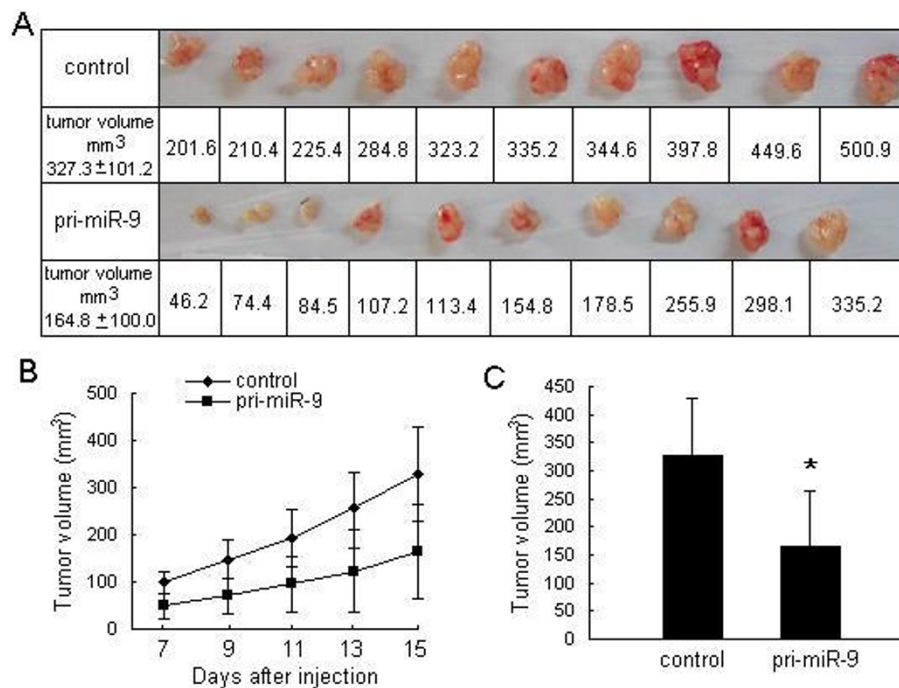 A
control
tumor volume
mm3
327.3 ±101.2
201.6 210.4 225.4 284.8 323.2 335.2 344.6 397.8 449.6 500.9
pri-miR-9
tumor volume
mm3
164.8 ±100.0
46.2 74.4 84.5 107.2 113.4 154.8 178.5 255.9 298.1 335.2
B
control
pri-miR-9
Tumor volume (mm3)
500
400
300
200
100
0
7 9 11 13 15
Days after injection
C
Tumor volume (mm3)
450
400
350
300
250
200
150
100
50
0
*
control pri-miR-9